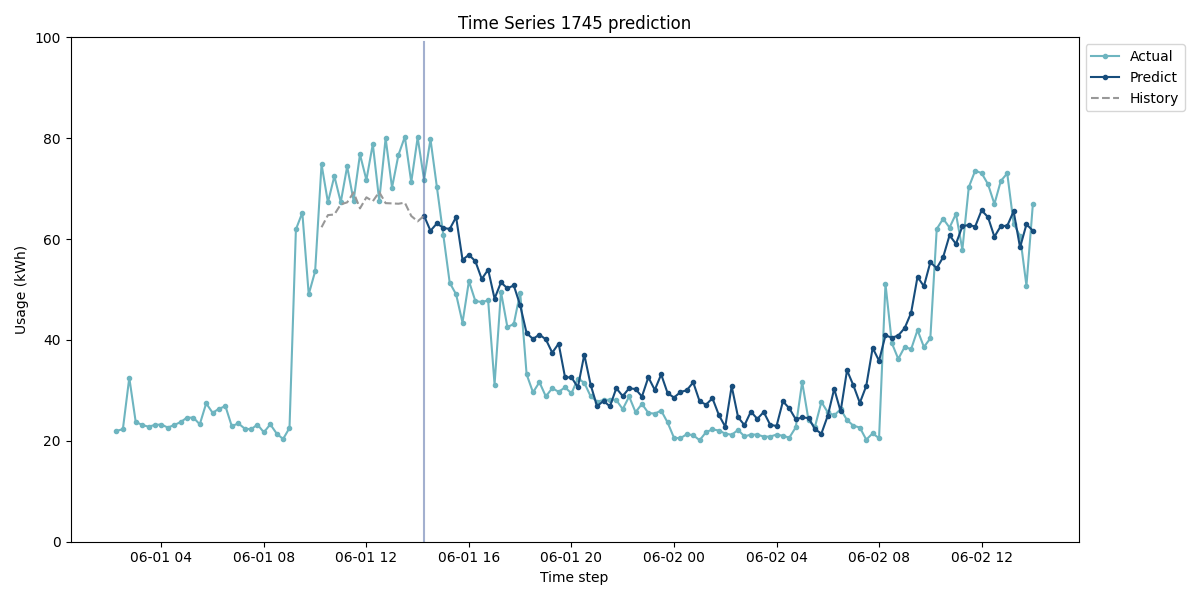 Time Series 1745 prediction
Usage (kWh)
100
80
60
40
20
0
06-01 04
06-01 08
06-01 12
06-01 16
06-01 20
06-02 00
06-02 04
06-02 08
06-02 12
Time step
Actual
Predict
History